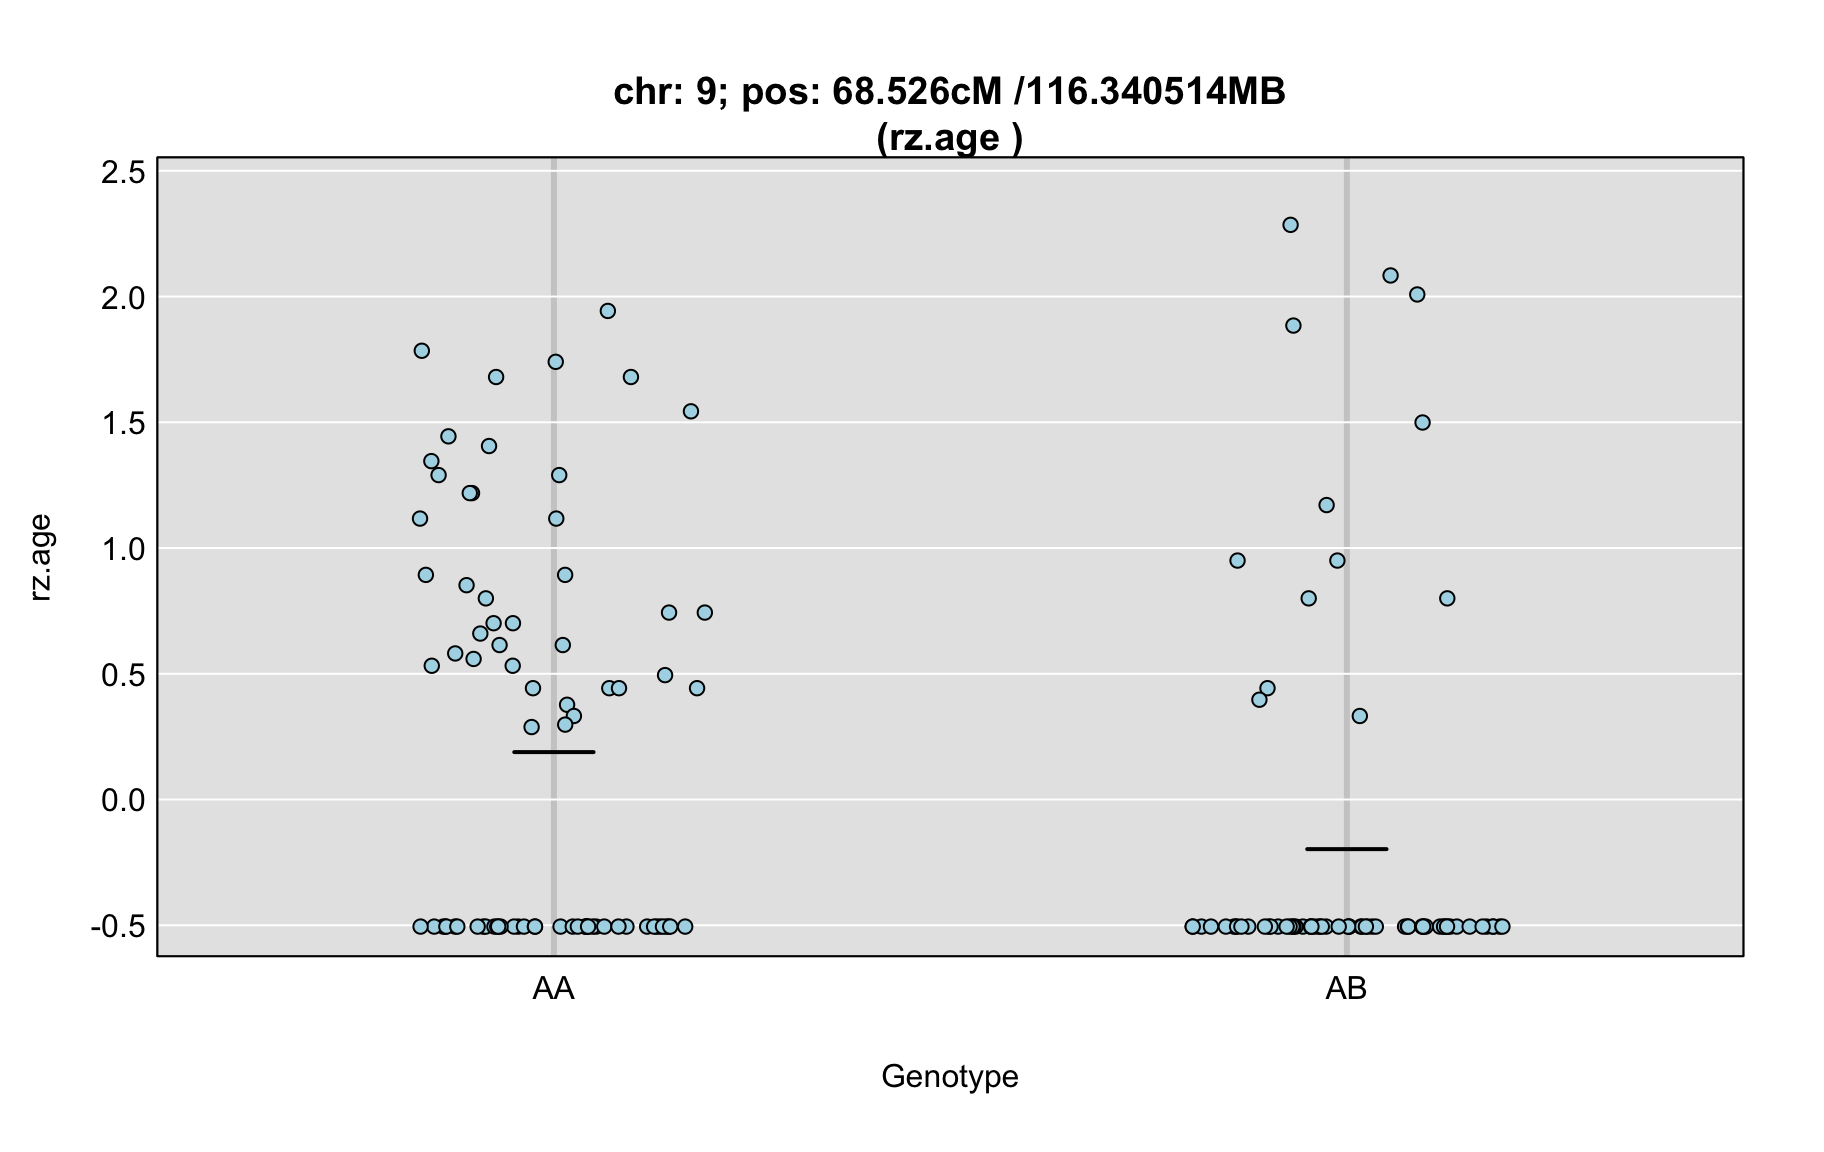 chr: 9; pos: 68.526cM /116.340514MB
(rz.age )
2.5
2.0
1.5
1.0
0.5
0.0
-0.5
rz.age
AA
AB
Genotype